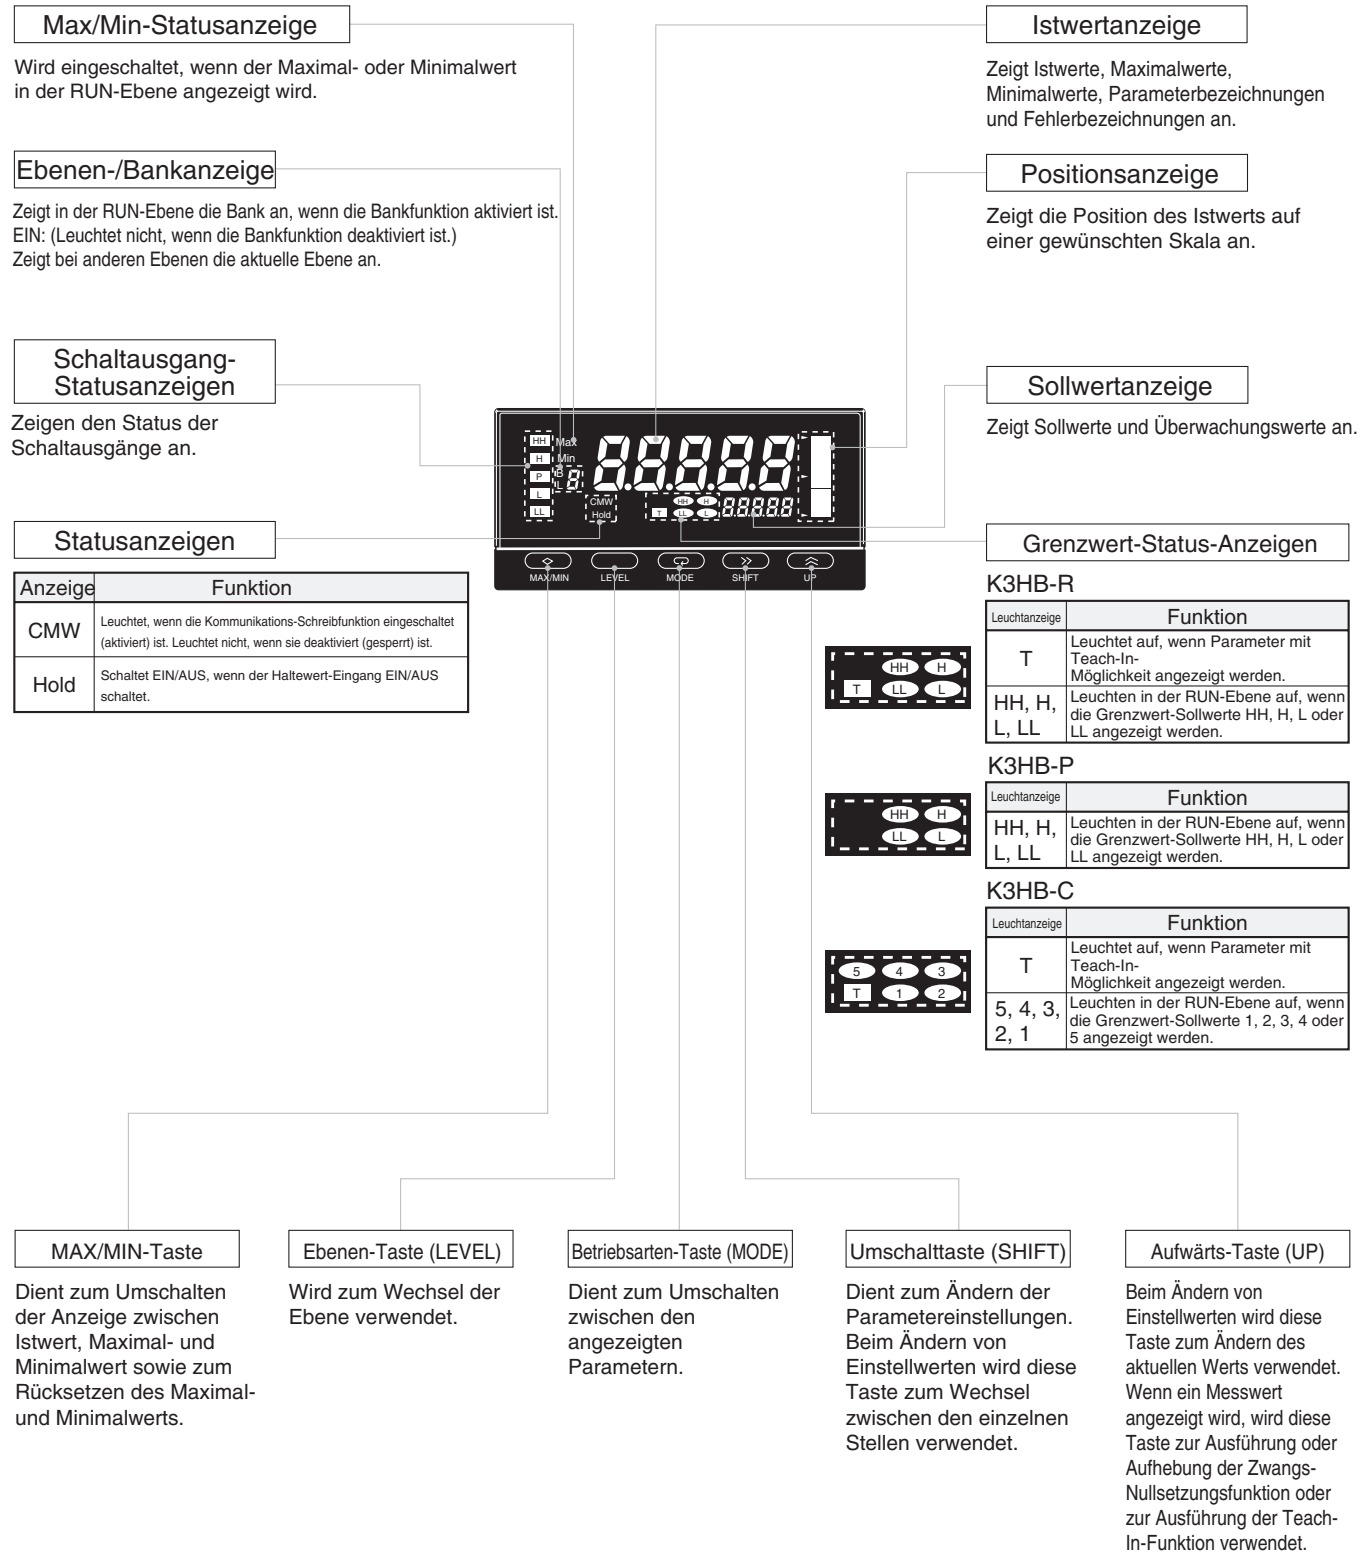 Max/Min-Statusanzeige
Wird eingeschaltet, wenn der Maximal- oder Minimalwert
in der RUN-Ebene angezeigt wird.
Istwertanzeige
Zeigt Istwerte, Maximalwerte,
Minimalwerte, Parameterbezeichnungen
und Fehlerbezeichnungen an.
Ebenen-/Bankanzeige
Zeigt in der RUN-Ebene die Bank an, wenn die Bankfunktion aktiviert ist.
EIN: (Leuchtet nicht, wenn die Bankfunktion deaktiviert ist.)
Zeigt bei anderen Ebenen die aktuelle Ebene an.
Positionsanzeige
Zeigt die Position des Istwerts auf
einer gewünschten Skala an.
Schaltausgang-
Statusanzeigen
Zeigen den Status der
Schaltausgänge an.
Sollwertanzeige
Zeigt Sollwerte und Überwachungswerte an.
HH Max
H Min
P B
L L 8
LL
88888
CMW
Hold
HH H
T LL L
88888
MAX/MIN LEVEL MODE SHIFT UP
Statusanzeigen
Anzeige Funktion
CMW Leuchtet, wenn die Kommunikations-Schreibfunktion eingeschaltet
(aktiviert) ist. Leuchtet nicht, wenn sie deaktiviert (gesperrt) ist.
Hold Schaltet EIN/AUS, wenn der Haltewert-Eingang EIN/AUS
schaltet.
Grenzwert-Status-Anzeigen
K3HB-R
HH H
T LL L
Leuchtanzeige Funktion
T Leuchtet auf, wenn Parameter mit
Teach-In-
Möglichkeit angezeigt werden.
HH, H, Leuchten in der RUN-Ebene auf, wenn
L, LL die Grenzwert-Sollwerte HH, H, L oder
LL angezeigt werden.
K3HB-P
HH H
LL L
Leuchtanzeige Funktion
HH, H, Leuchten in der RUN-Ebene auf, wenn
L, LL die Grenzwert-Sollwerte HH, H, L oder
LL angezeigt werden.
K3HB-C
5 4 3
T 1 2
Leuchtanzeige Funktion
T Leuchtet auf, wenn Parameter mit
Teach-In-
Möglichkeit angezeigt werden.
5, 4, 3, Leuchten in der RUN-Ebene auf, wenn
2, 1 die Grenzwert-Sollwerte 1, 2, 3, 4 oder
5 angezeigt werden.
MAX/MIN-Taste
Dient zum Umschalten
der Anzeige zwischen
Istwert, Maximal- und
Minimalwert sowie zum
Rücksetzen des Maximal-
und Minimalwerts.
Ebenen-Taste (LEVEL)
Wird zum Wechsel der
Ebene verwendet.
Betriebsarten-Taste (MODE)
Dient zum Umschalten
zwischen den
angezeigten
Parametern.
Umschalttaste (SHIFT)
Dient zum Ändern der
Parametereinstellungen.
Beim Ändern von
Einstellwerten wird diese
Taste zum Wechsel
zwischen den einzelnen
Stellen verwendet.
Aufwärts-Taste (UP)
Beim Ändern von
Einstellwerten wird diese
Taste zum Ändern des
aktuellen Werts verwendet.
Wenn ein Messwert
angezeigt wird, wird diese
Taste zur Ausführung oder
Aufhebung der Zwangs-
Nullsetzungsfunktion oder
zur Ausführung der Teach-
In-Funktion verwendet.